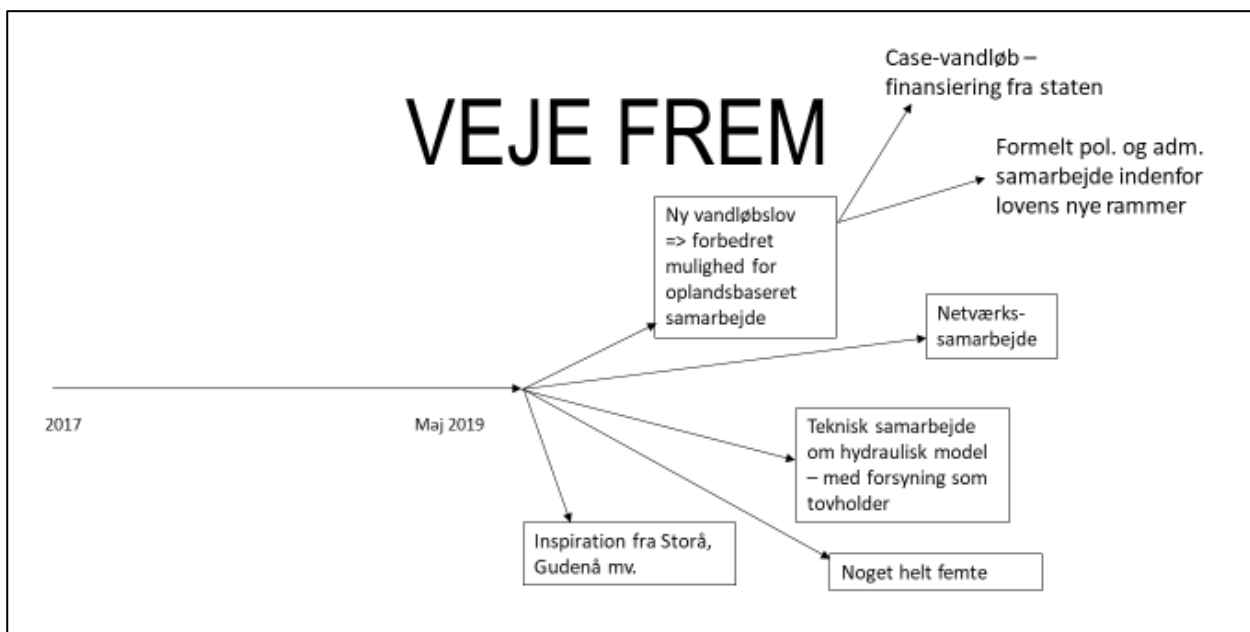 VEJE FREM
Case-vandløb –
finansiering fra staten
Formelt pol. og adm.
samarbejde indenfor
lovens nye rammer
Ny vandløbslov
=> forbedret
mulighed for
oplandsbaseret
samarbejde
Netværks-
samarbejde
2017
Maj 2019
Teknisk samarbejde
om hydraulisk model
– med forsyning som
tovholder
Inspiration fra Storå,
Gudenå mv.
Noget helt femte